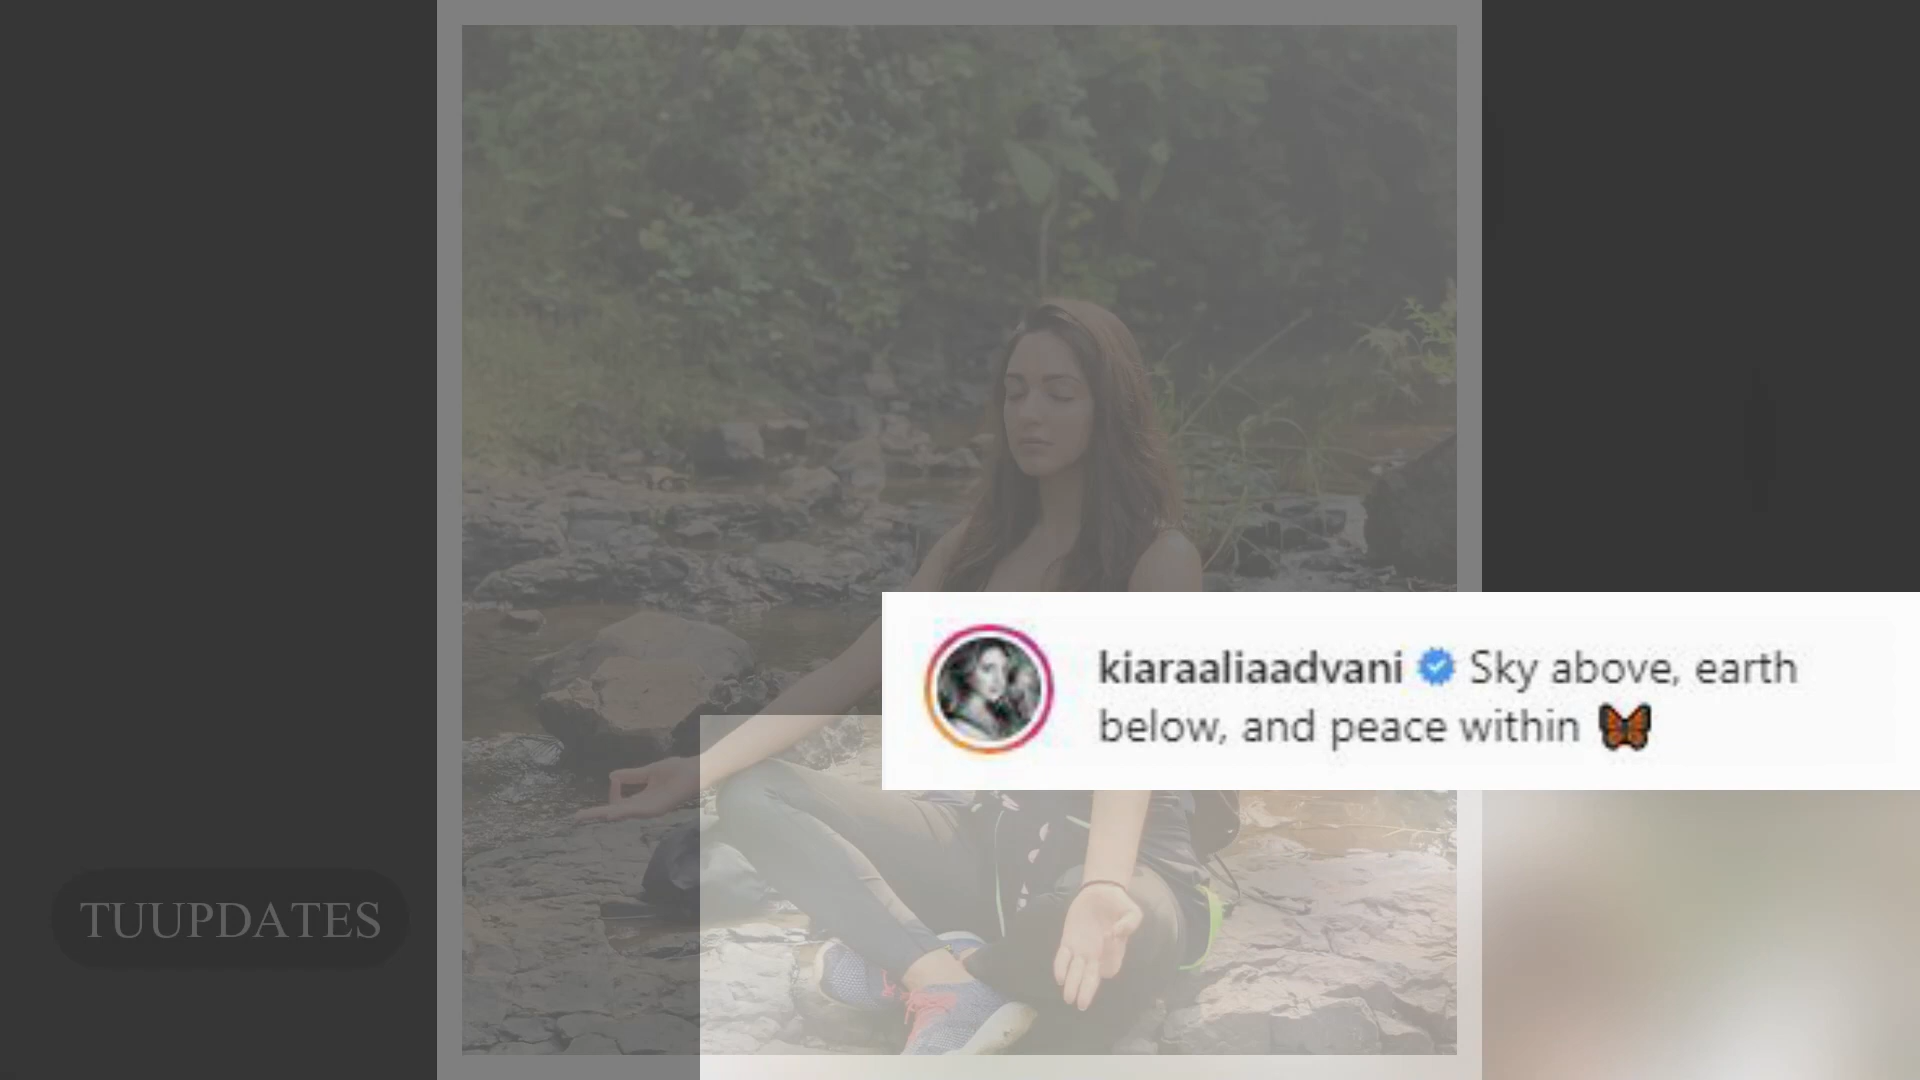 kiaraaliaadvani Sky above, earth
below, and peace within 🦋
TUUPDATES